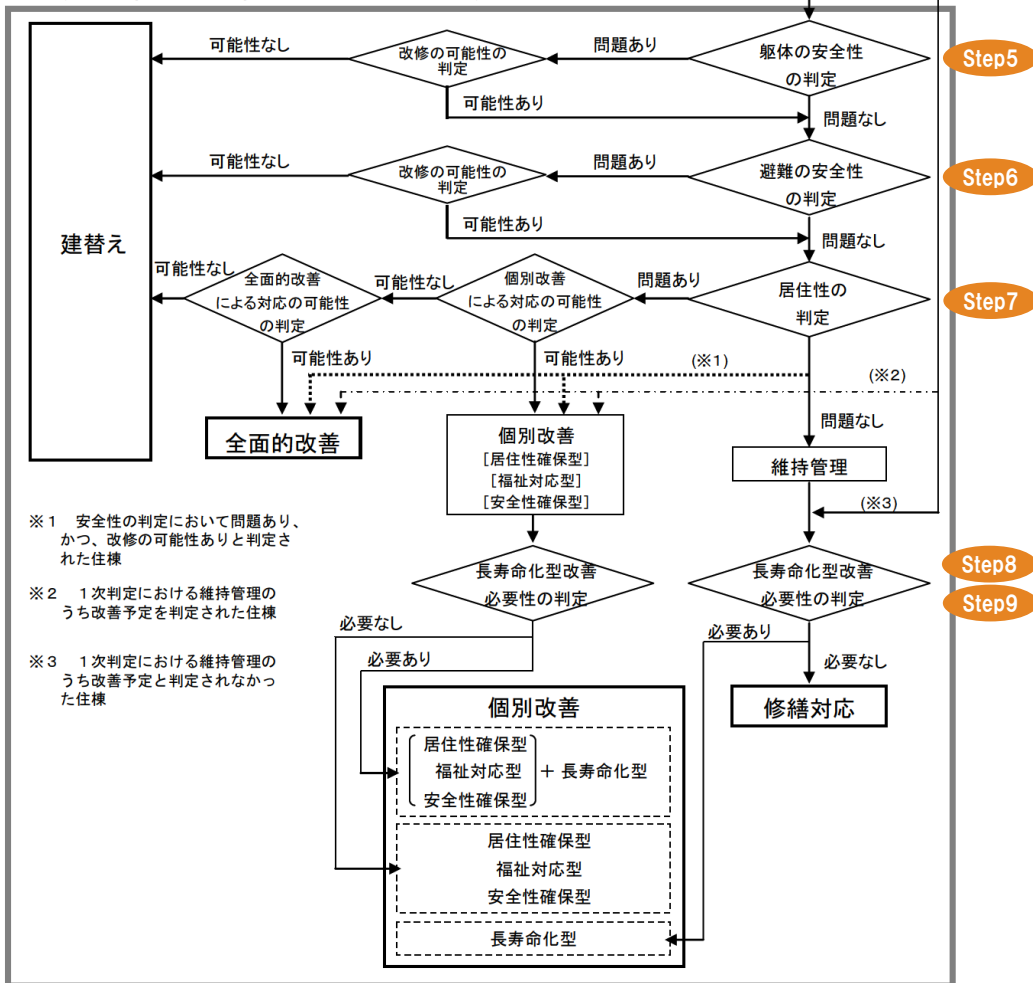 可能性なし
改修の可能性の
判定
問題あり
躯体の安全性
の判定
Step5
可能性あり
問題なし
可能性なし
改修の可能性の
判定
問題あり
避難の安全性
の判定
Step6
可能性あり
問題なし
建替え
可能性なし
全面的改善
による対応の可能性
の判定
可能性なし
個別改善
による対応の可能性
の判定
問題あり
居住性の
判定
Step7
可能性あり
可能性あり
(※1)
(※2)
問題なし
全面的改善
個別改善
[居住性確保型]
[福祉対応型]
[安全性確保型]
維持管理
(※3)
※1 安全性の判定において問題あり、
かつ、改修の可能性ありと判定さ
れた住棟
※2 1次判定における維持管理の
うち改善予定を判定された住棟
※3 1次判定における維持管理の
うち改善予定と判定されなかっ
た住棟
長寿命化型改善
必要性の判定
長寿命化型改善
必要性の判定
Step8
Step9
必要なし
必要あり
必要あり
必要なし
修繕対応
個別改善
居住性確保型
福祉対応型 + 長寿命化型
安全性確保型
居住性確保型
福祉対応型
安全性確保型
長寿命化型